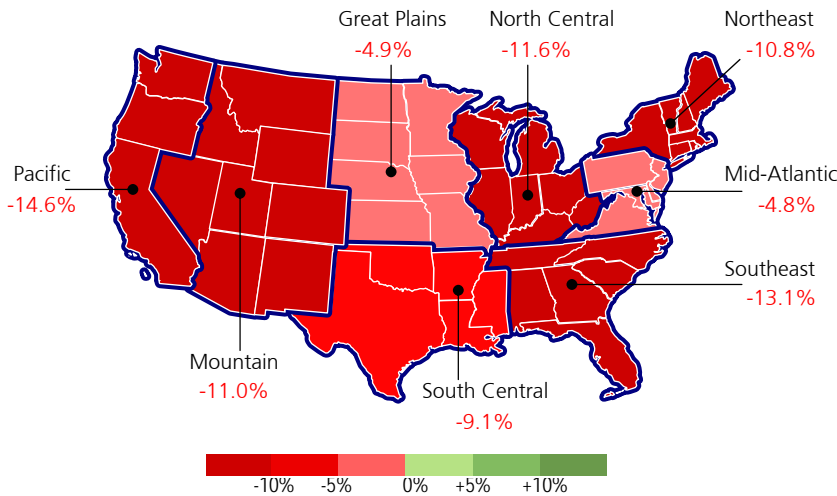 Great Plains
-4.9%
North Central
-11.6%
Northeast
-10.8%
Pacific
-14.6%
Mid-Atlantic
-4.8%
Southeast
-13.1%
Mountain
-11.0%
South Central
-9.1%
-10% -5% 0% +5% +10%